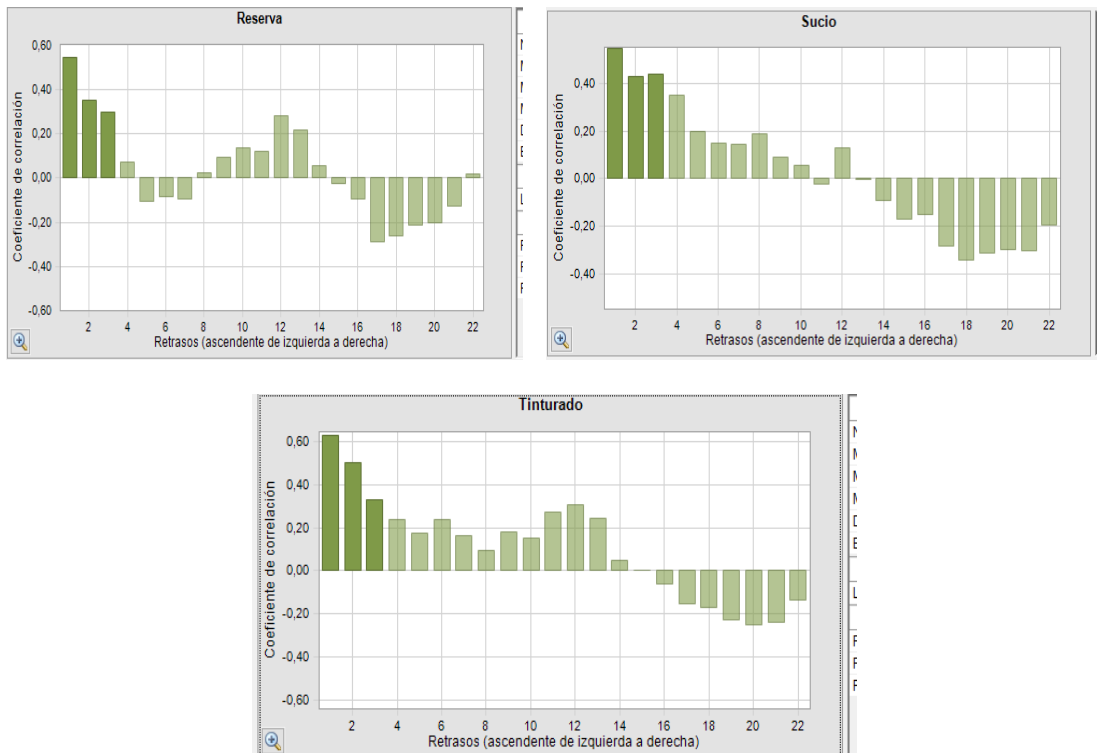 Reserva
0,60
0,40
0,20
0,00
-0,20
-0,40
-0,60
Coeficiente de correlación
2 4 6 8 10 12 14 16 18 20 22
Retrasos (ascendente de izquierda a derecha)
Sucio
0,40
0,20
0,00
-0,20
-0,40
Coeficiente de correlación
2 4 6 8 10 12 14 16 18 20 22
Retrasos (ascendente de izquierda a derecha)
Tinturado
0,60
0,40
0,20
0,00
-0,20
-0,40
-0,60
Coeficiente de correlación
2 4 6 8 10 12 14 16 18 20 22
Retrasos (ascendente de izquierda a derecha)